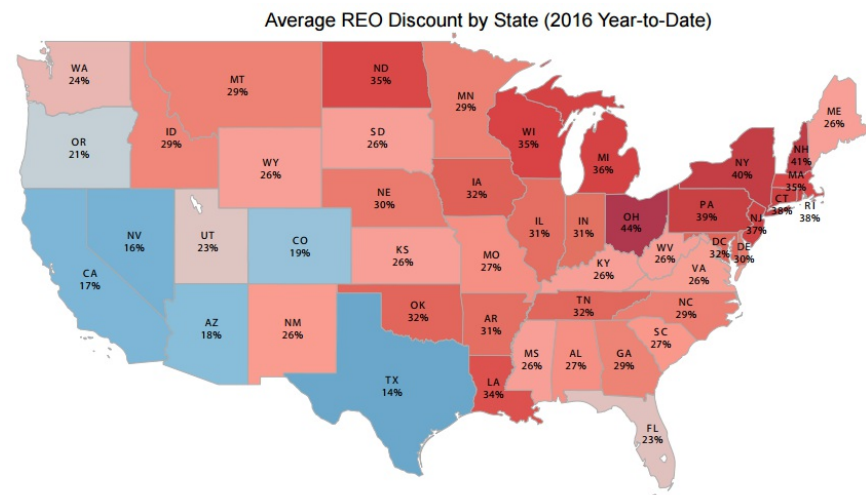 Average REO Discount by State (2016 Year-to-Date)
WA
24%
MT
29%
ND
35%
MN
29%
ME
26%
OR
21%
ID
29%
SD
26%
WI
35%
MI
36%
NY
40%
NH
41%
MA
35%
CT
38%
RI
38%
WY
26%
NE
30%
IA
32%
PA
39%
NJ
37%
NV
16%
UT
23%
CO
19%
IL
31%
IN
31%
OH
44%
DC
32%
DE
30%
CA
17%
KS
26%
MO
27%
KY
26%
WV
26%
VA
26%
AZ
18%
NM
26%
OK
32%
AR
31%
TN
32%
NC
29%
SC
27%
TX
14%
LA
34%
MS
26%
AL
27%
GA
29%
FL
23%